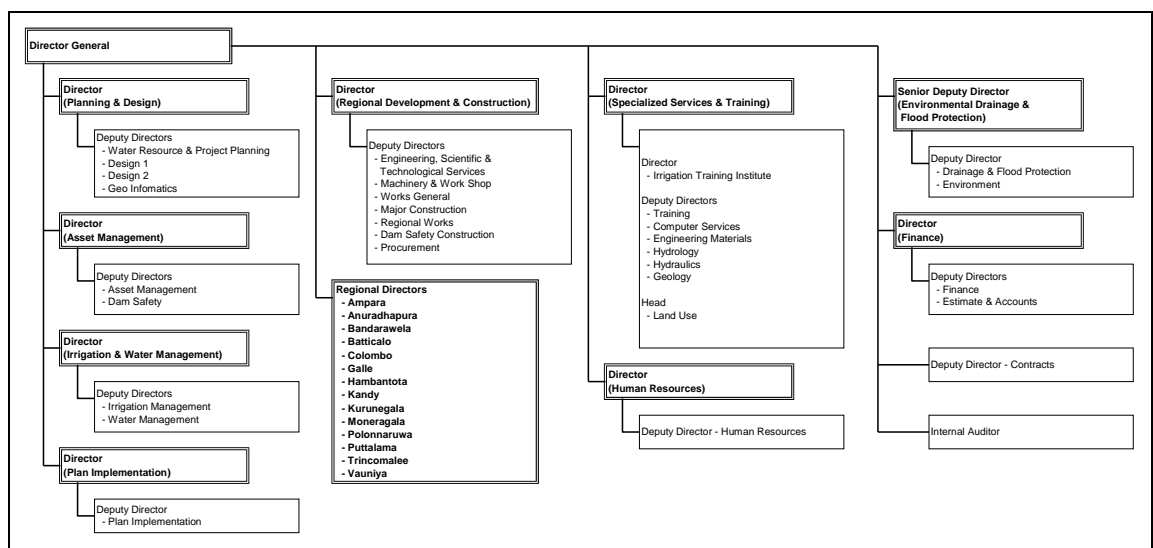 Director General
Director
(Planning & Design)
Deputy Directors
- Water Resource & Project Planning
- Design 1
- Design 2
- Geo Infomatics
Director
(Asset Management)
Deputy Directors
- Asset Management
- Dam Safety
Director
(Irrigation & Water Management)
Deputy Directors
- Irrigation Management
- Water Management
Director
(Plan Implementation)
Deputy Director
- Plan Implementation
Director
(Regional Development & Construction)
Deputy Directors
- Engineering, Scientific &
Technological Services
- Machinery & Work Shop
- Works General
- Major Construction
- Regional Works
- Dam Safety Construction
- Procurement
Regional Directors
- Ampara
- Anuradhapura
- Bandarawela
- Batticalo
- Colombo
- Galle
- Hambantota
- Kandy
- Kurunegala
- Moneragala
- Polonnaruwa
- Puttalama
- Trincomalee
- Vauniya
Director
(Specialized Services & Training)
Director
- Irrigation Training Institute
Deputy Directors
- Training
- Computer Services
- Engineering Materials
- Hydrology
- Hydraulics
- Geology
Head
- Land Use
Director
(Human Resources)
Deputy Director - Human Resources
Senior Deputy Director
(Environmental Drainage &
Flood Protection)
Deputy Director
- Drainage & Flood Protection
- Environment
Director
(Finance)
Deputy Directors
- Finance
- Estimate & Accounts
Deputy Director - Contracts
Internal Auditor